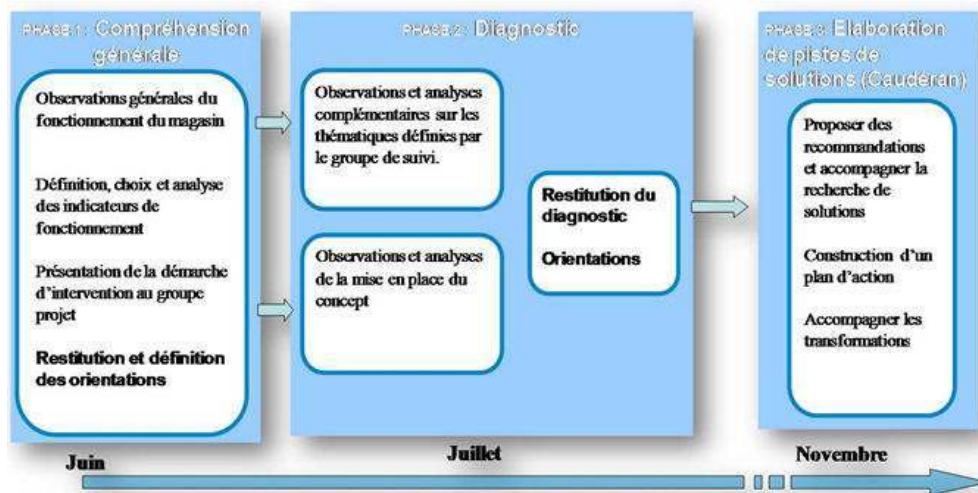 PHASE 1 : Compréhension
générale
Observations générales du
fonctionnement du magasin
Définition, choix et analyse
des indicateurs de
fonctionnement
Présentation de la démarche
d'intervention au groupe
projet
Restitution et définition
des orientations
PHASE 2 : Diagnostic
Observations et analyses
complémentaires sur les
thématiques définies par
le groupe de suivi.
Observations et analyses
de la mise en place du
concept
Restitution du
diagnostic
Orientations
PHASE 3 : Elaboration
de pistes de
solutions (Caudéran)
Proposer des
recommandations
et accompagner la
recherche de
solutions
Construction d'un
plan d'action
Accompagner les
transformations
Juin
Juillet
Novembre